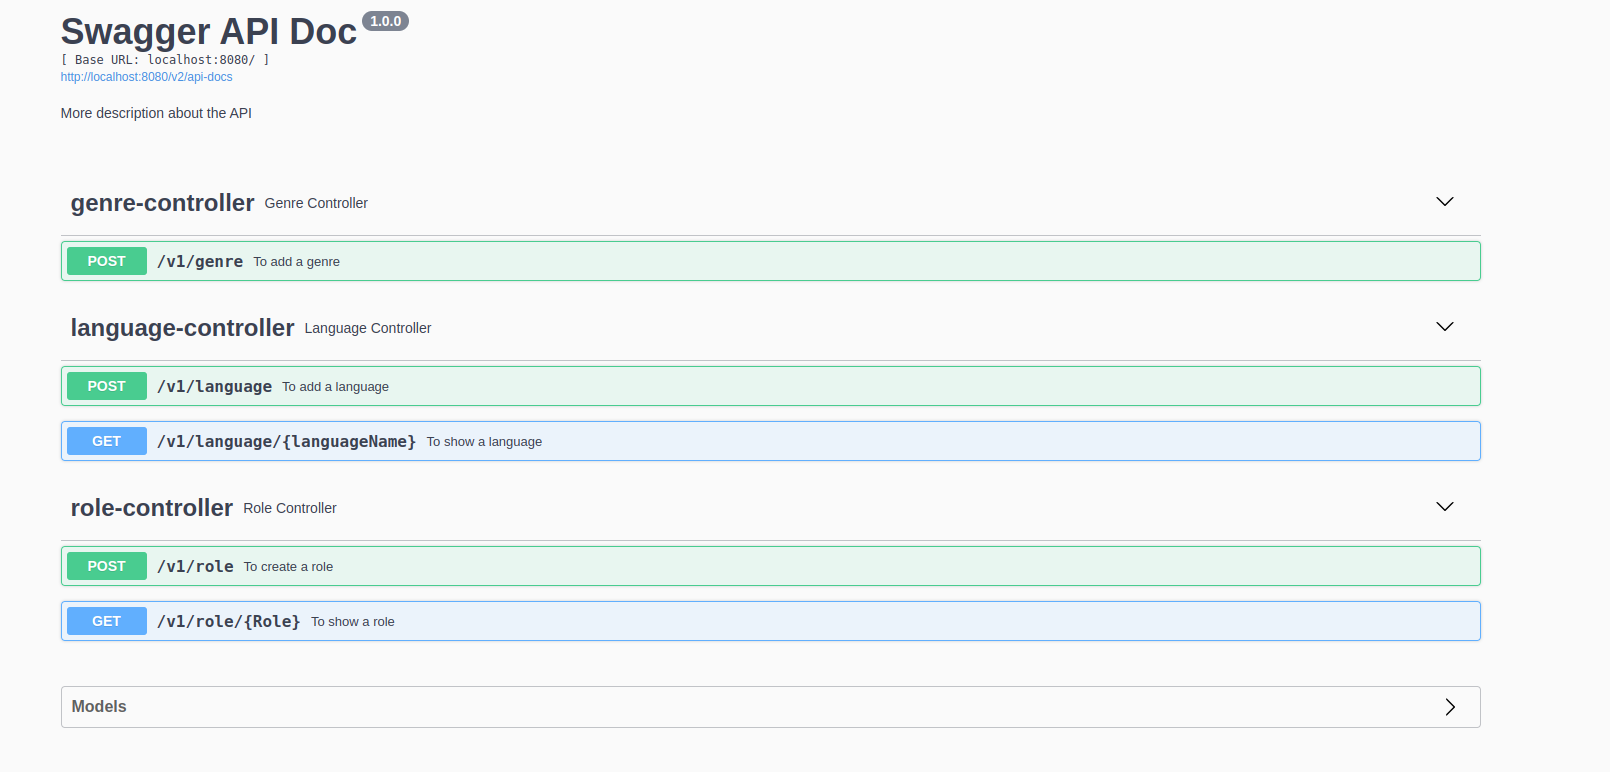 Swagger API Doc 1.0.0
[ Base URL: localhost:8080/ ]
http://localhost:8080/v2/api-docs
More description about the API
genre-controller Genre Controller
POST /v1/genre To add a genre
language-controller Language Controller
POST /v1/language To add a language
GET /v1/language/{languageName} To show a language
role-controller Role Controller
POST /v1/role To create a role
GET /v1/role/{Role} To show a role
Models